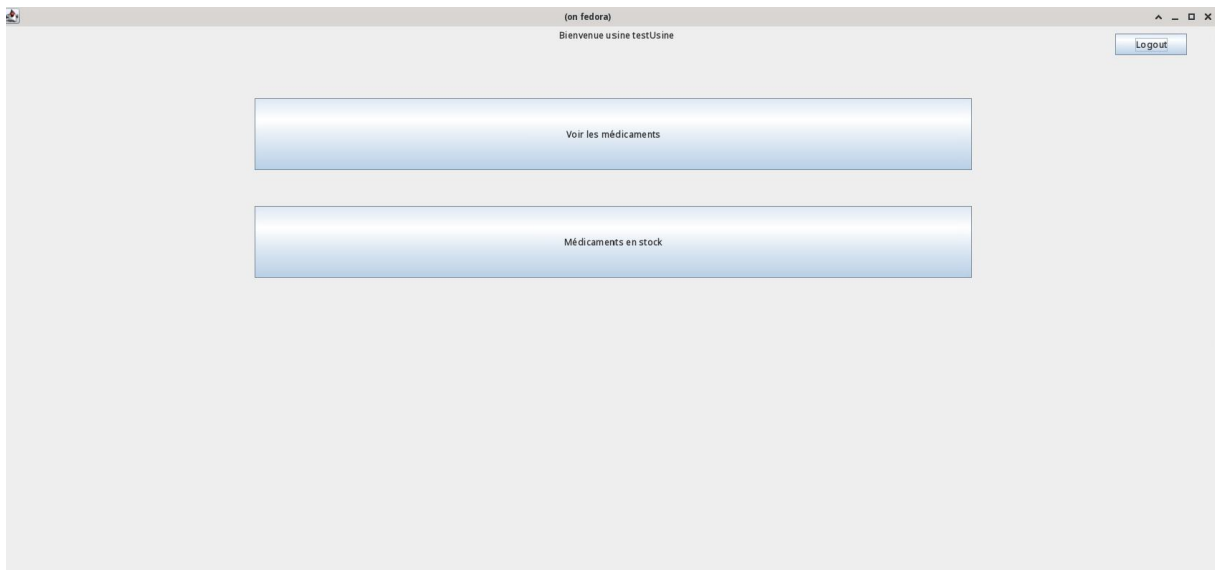 (on fedora)
Bienvenue usine testUsine
Logout
Voir les médicaments
Médicaments en stock